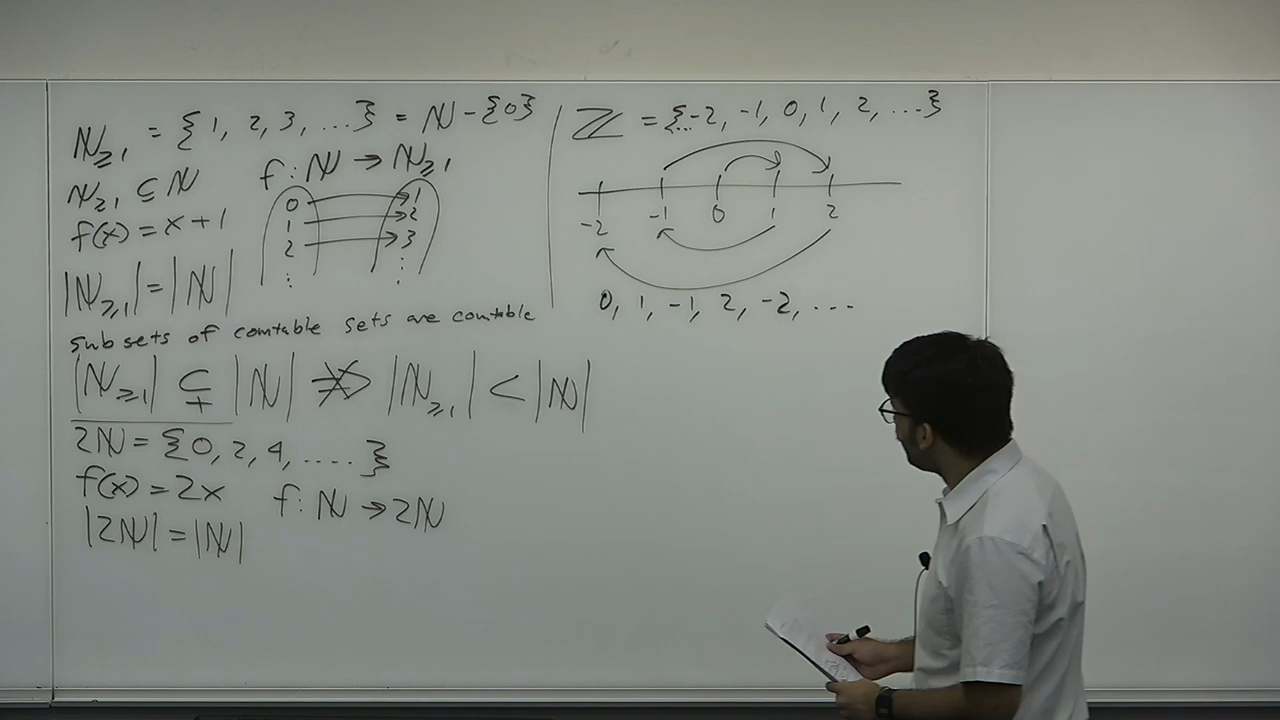 ℕ≥1 = {1, 2, 3, ...} = ℕ - {0}
ℕ≥1 ⊆ ℕ
f: ℕ → ℕ≥1
f(x) = x + 1
0 1
1 2
2 3
⋮ ⋮
|ℕ≥1| = |ℕ|
subsets of countable sets are countable
|ℕ≥1| ⊊ |ℕ| ⇏ |ℕ≥1| < |ℕ|
2ℕ = {0, 2, 4, .....}
f(x) = 2x f: ℕ → 2ℕ
|2ℕ| = |ℕ|
ℤ = {...-2, -1, 0, 1, 2, ...}
-2 -1 0 1 2
0, 1, -1, 2, -2, ...